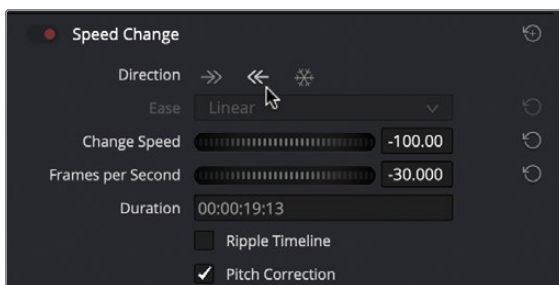 Speed Change
Direction
Ease Linear
Change Speed -100.00
Frames per Second -30.000
Duration 00:00:19:13
Ripple Timeline
Pitch Correction